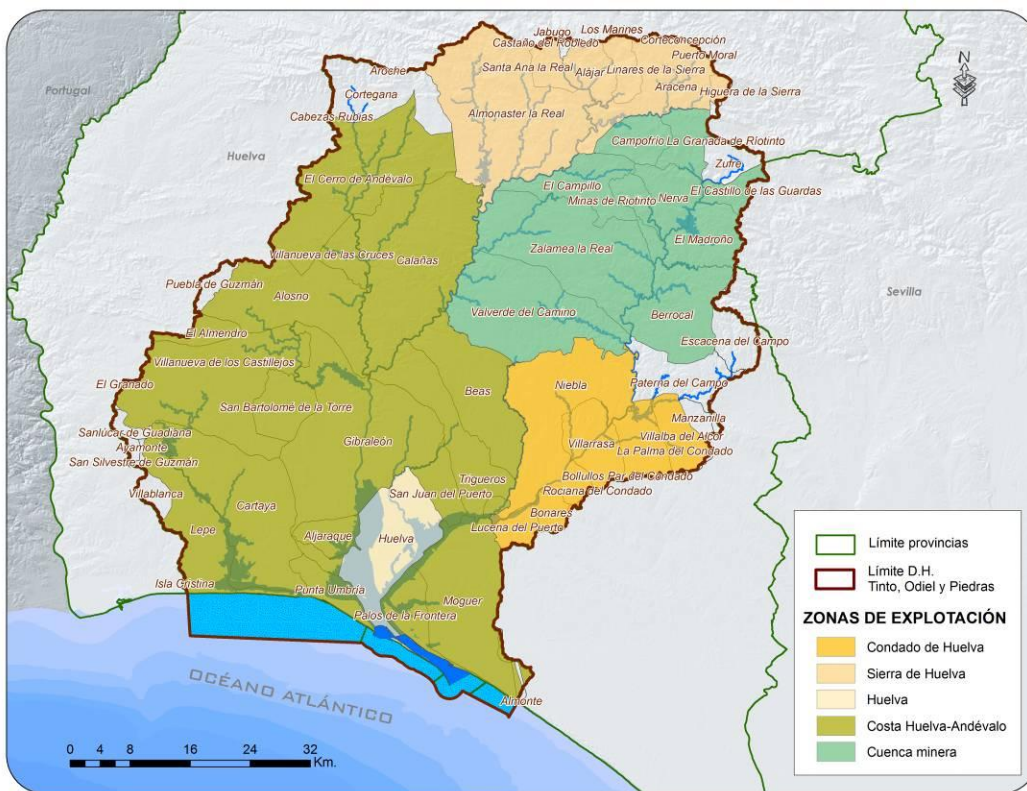 Jabugo
Los Marines
Castaño del Robledo
Corteconcepción
Puerto Moral
Portugal
Aroche
Santa Ana la Real
Alájar
Linares de la Sierra
Aracena
Higuera de la Sierra
Cortegana
Cabezas Rubias
Almonaster la Real
N
Campofrío
La Granada de Riotinto
Huelva
Zufre
El Cerro de Andévalo
El Campillo
El Castillo de las Guardas
Minas de Riotinto
Nerva
Villanueva de las Cruces
Calañas
Zalamea la Real
El Madroño
Puebla de Guzmán
Alosno
Sevilla
Valverde del Camino
Berrocal
El Almendro
Escacena del Campo
Villanueva de los Castillejos
El Granado
Beas
Niebla
Paterna del Campo
San Bartolomé de la Torre
Manzanilla
Sanlúcar de Guadiana
Gibraleón
Villarrasa
Villalba del Alcor
Ayamonte
La Palma del Condado
San Silvestre de Guzmán
Trigueros
Bollullos Par del Condado
Villablanca
San Juan del Puerto
Rociana del Condado
Cartaya
Bonares
Lepe
Aljaraque
Huelva
Lucena del Puerto
Isla Cristina
Punta Umbría
Moguer
Palos de la Frontera
Almonte
OCÉANO ATLÁNTICO
0 4 8 16 24 32
Km.
Límite provincias
Límite D.H.
Tinto, Odiel y Piedras
ZONAS DE EXPLOTACIÓN
Condado de Huelva
Sierra de Huelva
Huelva
Costa Huelva-Andévalo
Cuenca minera